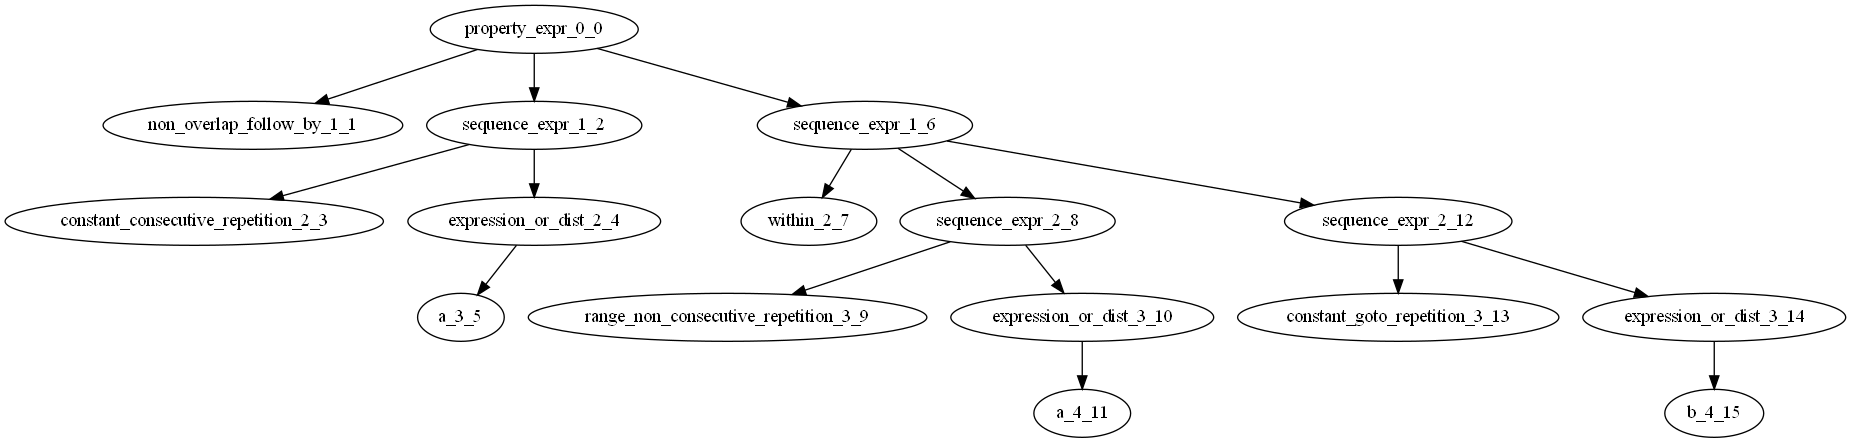 property_expr_0_0
non_overlap_follow_by_1_1
sequence_expr_1_2
sequence_expr_1_6
constant_consecutive_repetition_2_3
expression_or_dist_2_4
within_2_7
sequence_expr_2_8
sequence_expr_2_12
a_3_5
range_non_consecutive_repetition_3_9
expression_or_dist_3_10
constant_goto_repetition_3_13
expression_or_dist_3_14
a_4_11
b_4_15